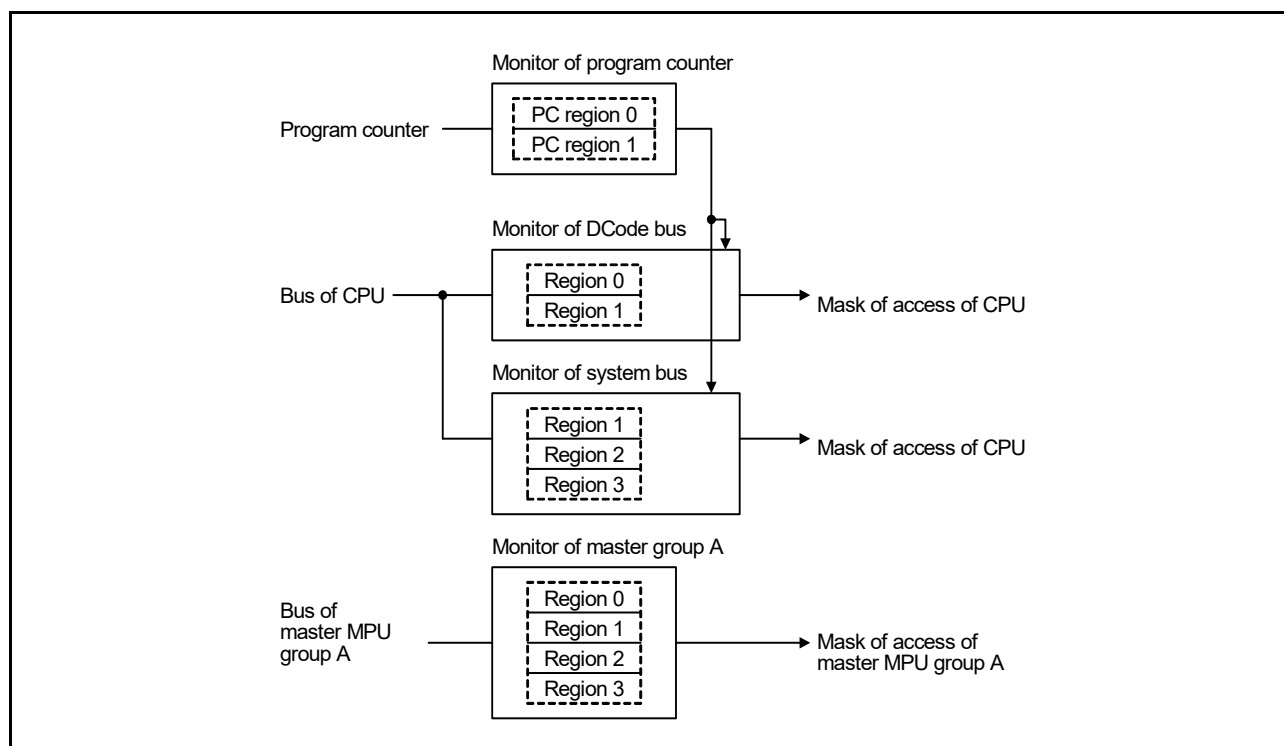 Monitor of program counter
Program counter
PC region 0
PC region 1
Monitor of DCode bus
Bus of CPU
Region 0
Region 1
Mask of access of CPU
Monitor of system bus
Region 1
Region 2
Region 3
Mask of access of CPU
Monitor of master group A
Bus of
master MPU
group A
Region 0
Region 1
Region 2
Region 3
Mask of access of
master MPU group A